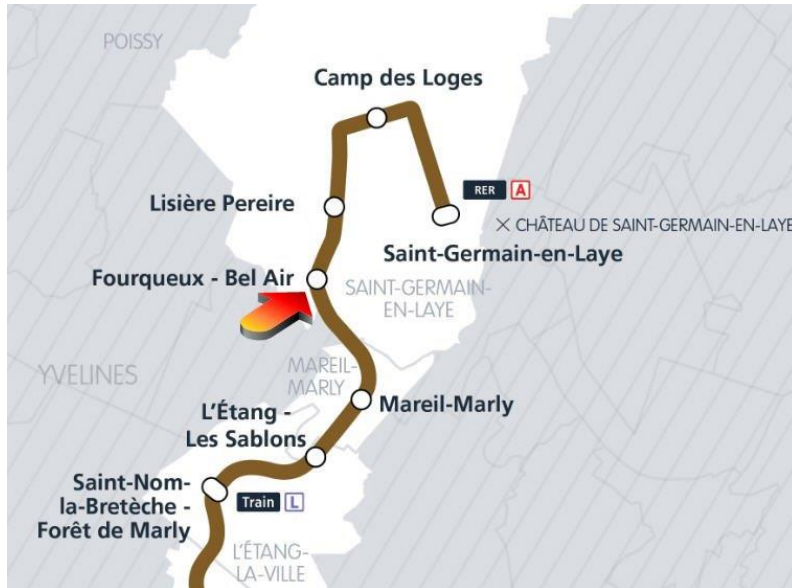 POISSY
Camp des Loges
RER A
Lisière Pereire
CHÂTEAU DE SAINT-GERMAIN-EN-LAYE
Saint-Germain-en-Laye
Fourqueux - Bel Air
SAINT-GERMAIN-
EN-LAYE
YVELINES
MAREIL-
MARLY
Mareil-Marly
L'Étang -
Les Sablons
Saint-Nom-
la-Bretèche -
Forêt de Marly
Train L
L'ÉTANG-
LA-VILLE